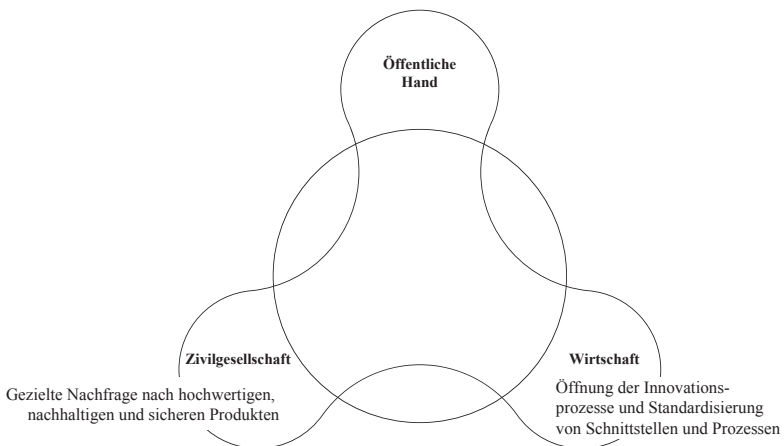 Öffentliche
Hand
Zivilgesellschaft
Gezielte Nachfrage nach hochwertigen,
nachhaltigen und sicheren Produkten
Wirtschaft
Öffnung der Innovations-
prozesse und Standardisierung
von Schnittstellen und Prozessen